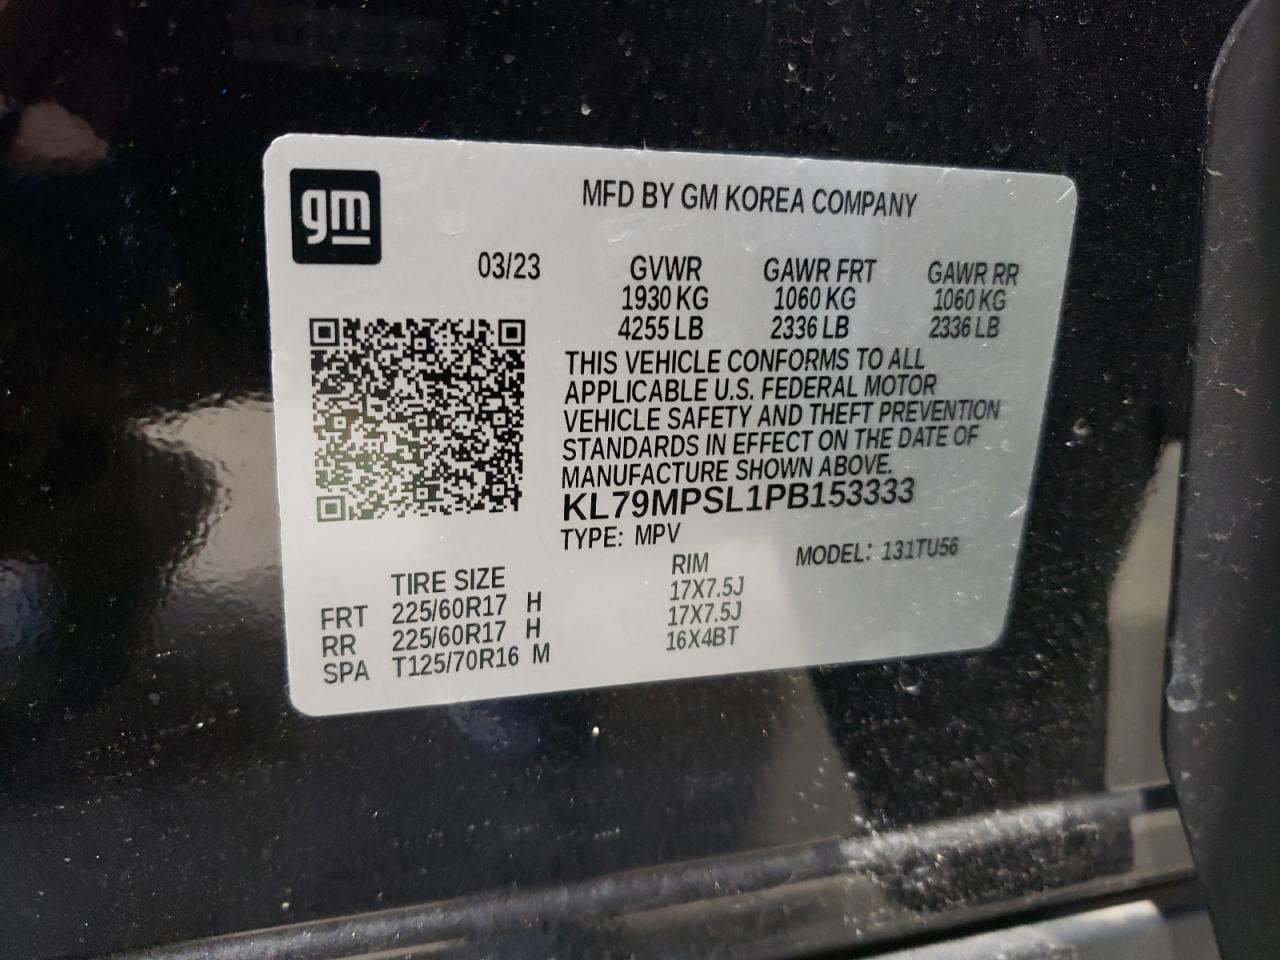 gm
MFD BY GM KOREA COMPANY
03/23 GVWR GAWR FRT GAWR RR
1930 KG 1060 KG 1060 KG
4255 LB 2336 LB 2336 LB
THIS VEHICLE CONFORMS TO ALL
APPLICABLE U.S. FEDERAL MOTOR
VEHICLE SAFETY AND THEFT PREVENTION
STANDARDS IN EFFECT ON THE DATE OF
MANUFACTURE SHOWN ABOVE.
KL79MPSL1PB153333
TYPE: MPV MODEL: 131TU56
TIRE SIZE RIM
FRT 225/60R17 H 17X7.5J
RR 225/60R17 H 17X7.5J
SPA T125/70R16 M 16X4BT